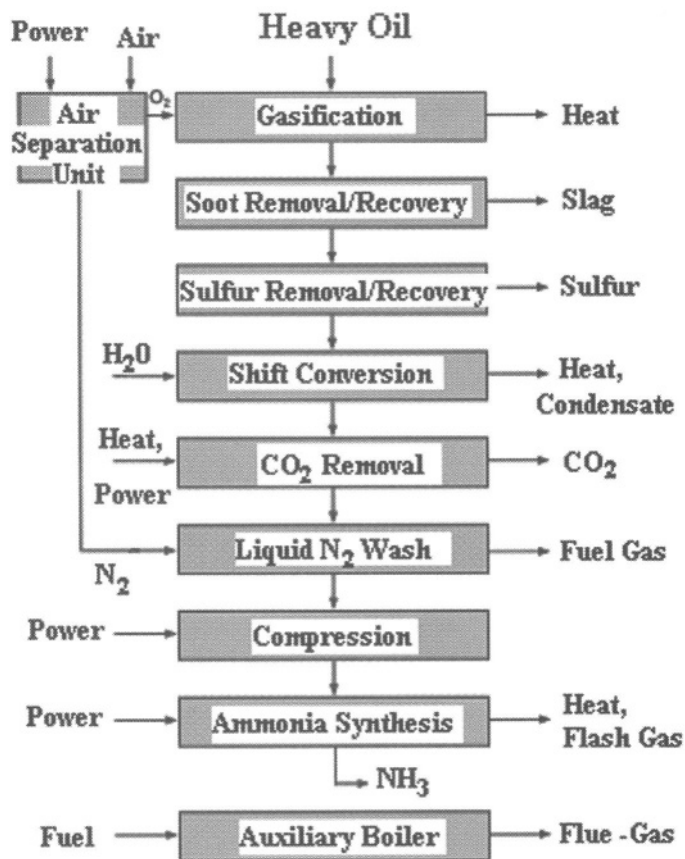 Power
Air
Heavy Oil
O₂
Air
Separation
Unit
Gasification
Heat
Soot Removal/Recovery
Slag
Sulfur Removal/Recovery
Sulfur
H₂0
Shift Conversion
Heat,
Condensate
Heat,
Power
CO₂ Removal
CO₂
N₂
Liquid N₂ Wash
Fuel Gas
Power
Compression
Power
Ammonia Synthesis
Heat,
Flash Gas
NH₃
Fuel
Auxiliary Boiler
Flue -Gas